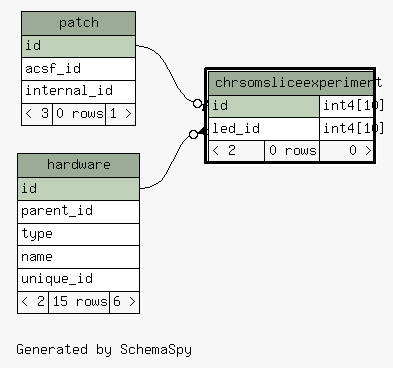 patch
id
acsf_id
internal_id
< 3 0 rows 1 >
chrsomsliceexperiment
id int4[10]
led_id int4[10]
< 2 0 rows 0 >
hardware
id
parent_id
type
name
unique_id
< 2 15 rows 6 >
Generated by SchemaSpy